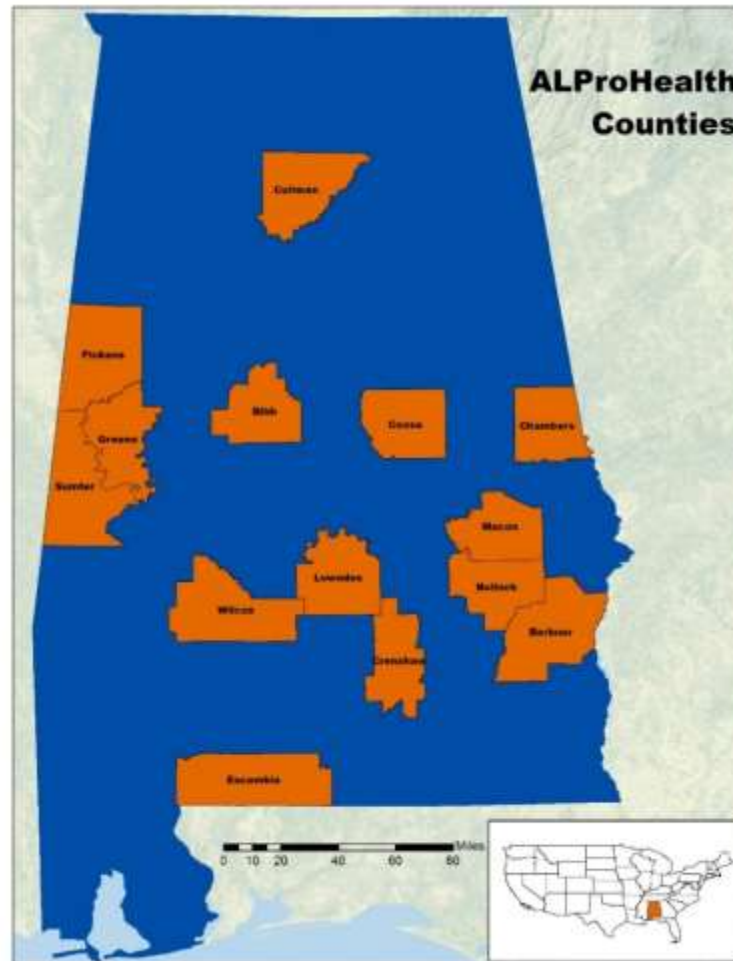 ALProHealth
Counties
Cullman
Pickens
Bibb
Coosa
Chambers
Greene
Sumter
Macon
Lowndes
Bullock
Wilcox
Barbour
Crenshaw
Escambia
Miles
0 5 10 20 40 60 80